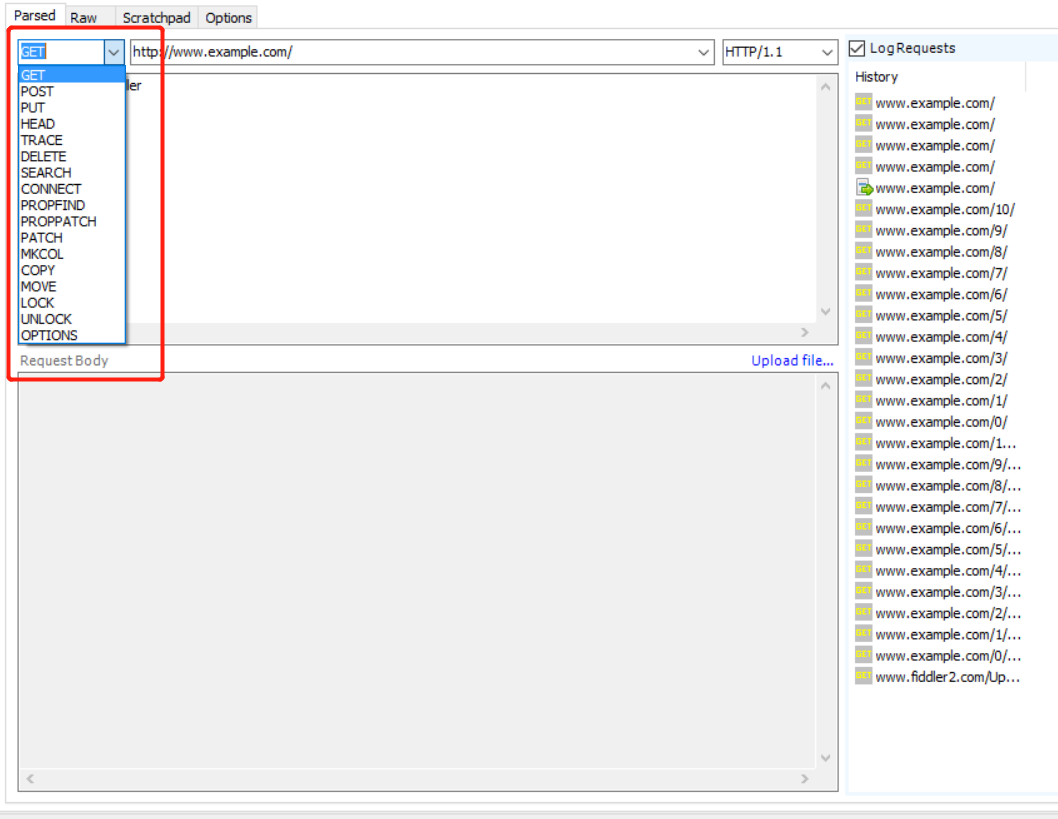 Parsed Raw Scratchpad Options
GET http://www.example.com/ HTTP/1.1
GET
POST
PUT
HEAD
TRACE
DELETE
SEARCH
CONNECT
PROPFIND
PROPPATCH
PATCH
MKCOL
COPY
MOVE
LOCK
UNLOCK
OPTIONS
ler
Request Body Upload file...
Log Requests
History
GET www.example.com/
GET www.example.com/
GET www.example.com/
GET www.example.com/
www.example.com/
GET www.example.com/10/
GET www.example.com/9/
GET www.example.com/8/
GET www.example.com/7/
GET www.example.com/6/
GET www.example.com/5/
GET www.example.com/4/
GET www.example.com/3/
GET www.example.com/2/
GET www.example.com/1/
GET www.example.com/0/
GET www.example.com/1...
GET www.example.com/9/...
GET www.example.com/8/...
GET www.example.com/7/...
GET www.example.com/6/...
GET www.example.com/5/...
GET www.example.com/4/...
GET www.example.com/3/...
GET www.example.com/2/...
GET www.example.com/1/...
GET www.example.com/0/...
GET www.fiddler2.com/Up...